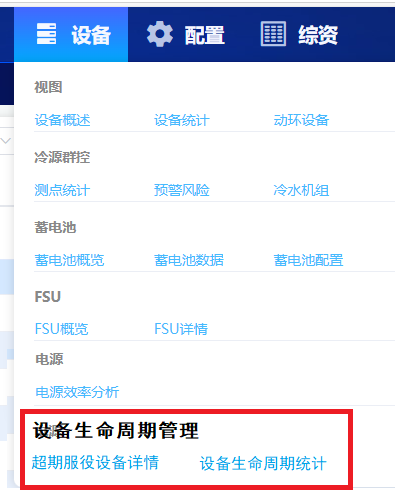 设备 配置 综资
视图
设备概述 设备统计 动环设备
冷源群控
测点统计 预警风险 冷水机组
蓄电池
蓄电池概览 蓄电池数据 蓄电池配置
FSU
FSU概览 FSU详情
电源
电源效率分析
设备生命周期管理
超期服役设备详情 设备生命周期统计